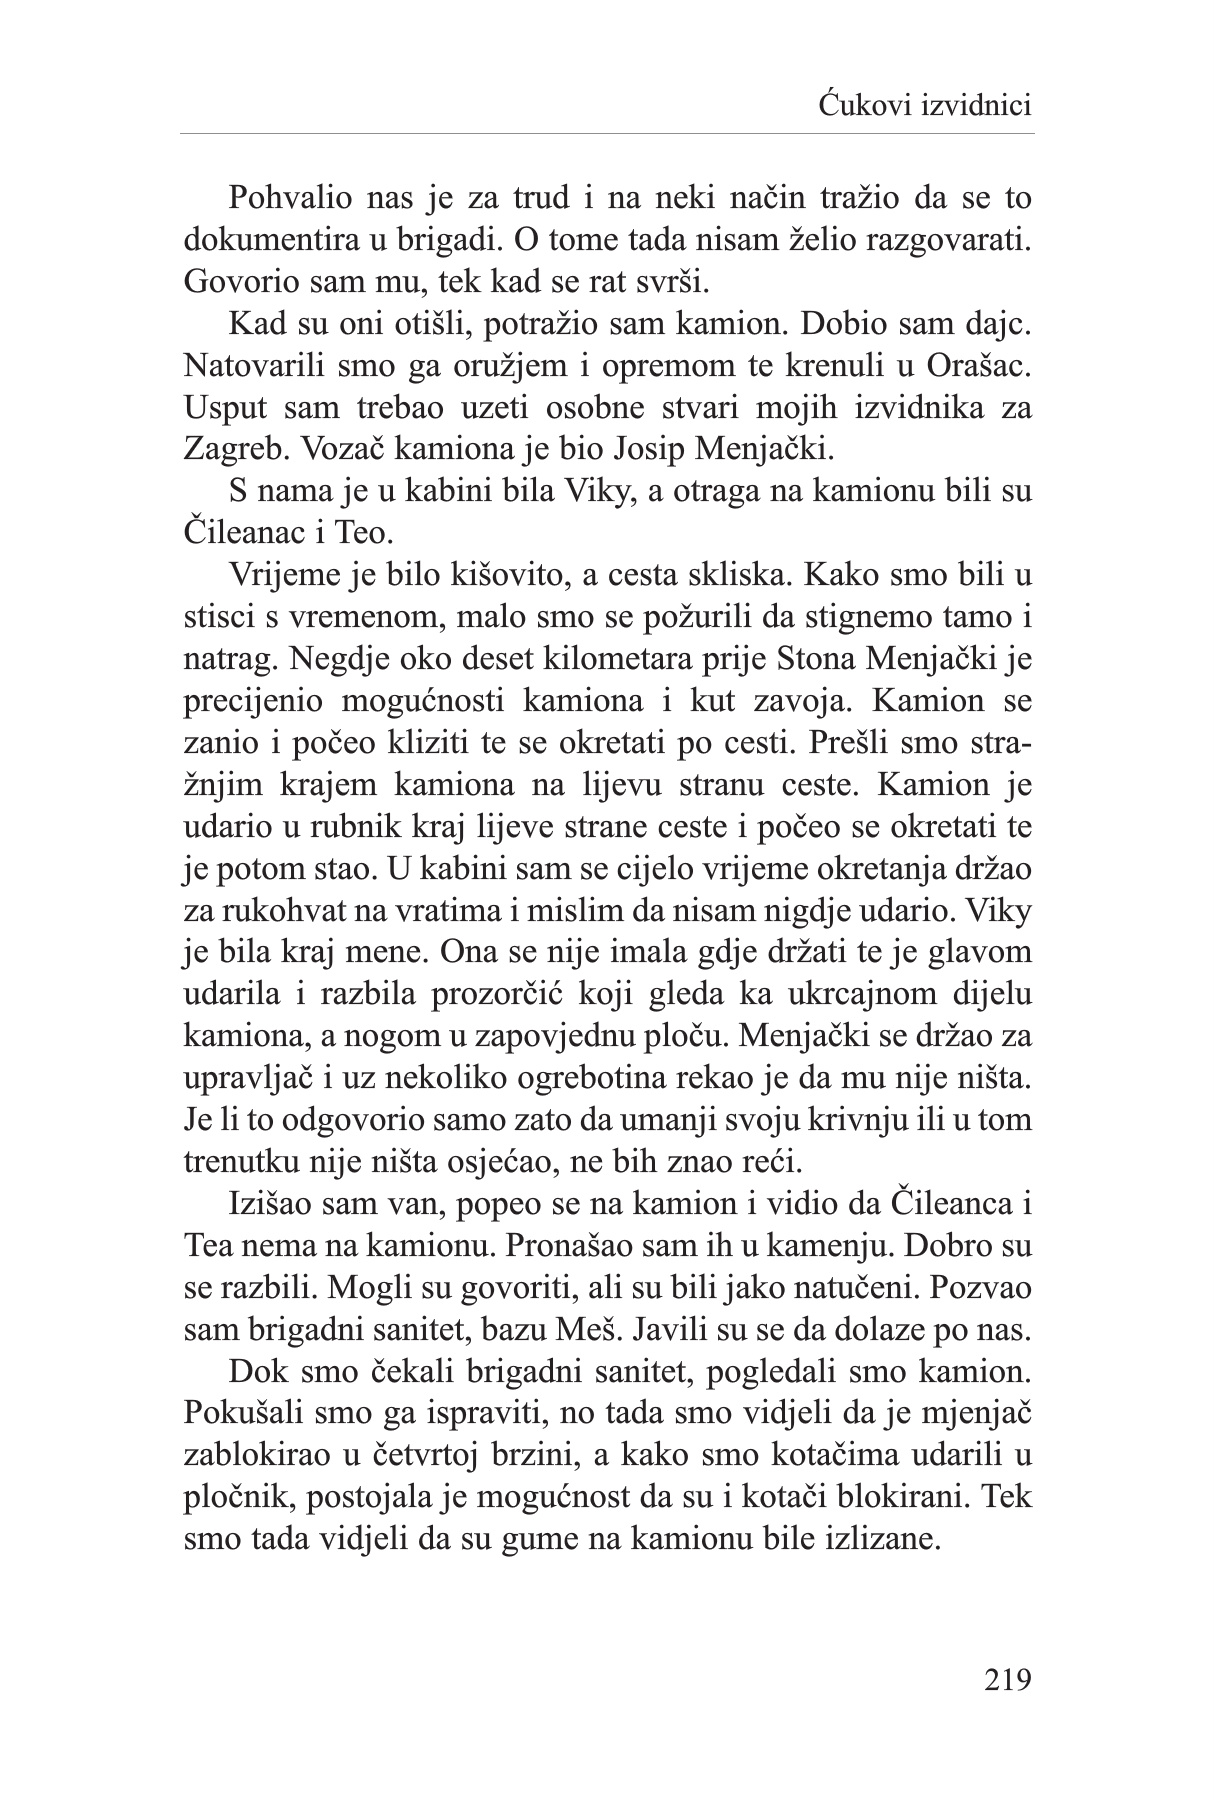 Ćukovi izvidnici
Pohvalio nas je za trud i na neki način tražio da se to
dokumentira u brigadi. O tome tada nisam želio razgovarati.
Govorio sam mu, tek kad se rat svrši.
Kad su oni otišli, potražio sam kamion. Dobio sam dajc.
Natovarili smo ga oružjem i opremom te krenuli u Orašac.
Usput sam trebao uzeti osobne stvari mojih izvidnika za
Zagreb. Vozač kamiona je bio Josip Menjački.
S nama je u kabini bila Viky, a otraga na kamionu bili su
Čileanac i Teo.
Vrijeme je bilo kišovito, a cesta skliska. Kako smo bili u
stisci s vremenom, malo smo se požurili da stignemo tamo i
natrag. Negdje oko deset kilometara prije Stona Menjački je
precijenio mogućnosti kamiona i kut zavoja. Kamion se
zanio i počeo kliziti te se okretati po cesti. Prešli smo stra-
žnjim krajem kamiona na lijevu stranu ceste. Kamion je
udario u rubnik kraj lijeve strane ceste i počeo se okretati te
je potom stao. U kabini sam se cijelo vrijeme okretanja držao
za rukohvat na vratima i mislim da nisam nigdje udario. Viky
je bila kraj mene. Ona se nije imala gdje držati te je glavom
udarila i razbila prozorčić koji gleda ka ukrcajnom dijelu
kamiona, a nogom u zapovjednu ploču. Menjački se držao za
upravljač i uz nekoliko ogrebotina rekao je da mu nije ništa.
Je li to odgovorio samo zato da umanji svoju krivnju ili u tom
trenutku nije ništa osjećao, ne bih znao reći.
Izišao sam van, popeo se na kamion i vidio da Čileanca i
Tea nema na kamionu. Pronašao sam ih u kamenju. Dobro su
se razbili. Mogli su govoriti, ali su bili jako natučeni. Pozvao
sam brigadni sanitet, bazu Meš. Javili su se da dolaze po nas.
Dok smo čekali brigadni sanitet, pogledali smo kamion.
Pokušali smo ga ispraviti, no tada smo vidjeli da je mjenjač
zablokirao u četvrtoj brzini, a kako smo kotačima udarili u
pločnik, postojala je mogućnost da su i kotači blokirani. Tek
smo tada vidjeli da su gume na kamionu bile izlizane.
219